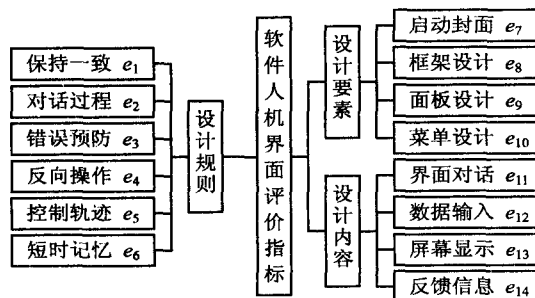 保持一致 e1
对话过程 e2
错误预防 e3
反向操作 e4
控制轨迹 e5
短时记忆 e6
设计规则
软件人机界面评价指标
设计要素
设计内容
启动封面 e7
框架设计 e8
面板设计 e9
菜单设计 e10
界面对话 e11
数据输入 e12
屏幕显示 e13
反馈信息 e14